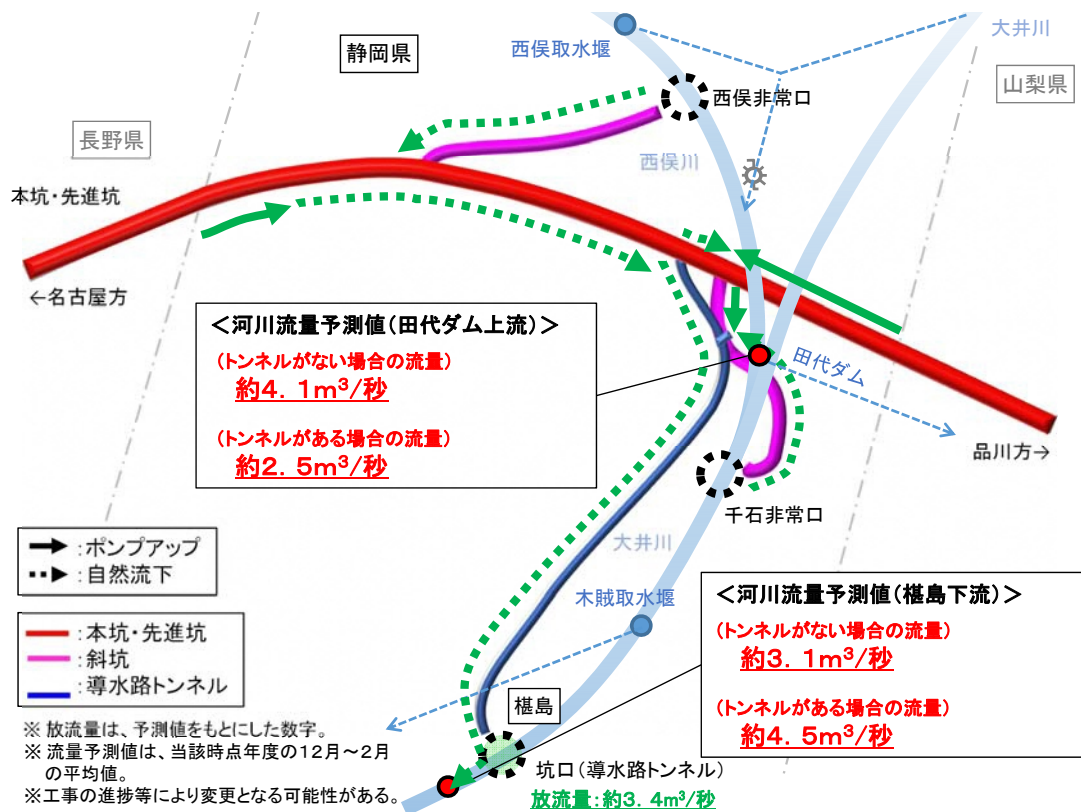 西俣取水堰
大井川
静岡県
山梨県
西俣非常口
長野県
西俣川
本坑・先進坑
←名古屋方
<河川流量予測値(田代ダム上流)>
(トンネルがない場合の流量)
約4．1m³/秒
(トンネルがある場合の流量)
約2．5m³/秒
田代ダム
品川方→
千石非常口
大井川
:ポンプアップ
:自然流下
木賊取水堰
<河川流量予測値(椹島下流)>
(トンネルがない場合の流量)
約3．1m³/秒
(トンネルがある場合の流量)
約4．5m³/秒
:本坑・先進坑
:斜坑
:導水路トンネル
椹島
※ 放流量は、予測値をもとにした数字。
※ 流量予測値は、当該時点年度の12月～2月
の平均値。
※工事の進捗等により変更となる可能性がある。
坑口(導水路トンネル)
放流量:約3．4m³/秒